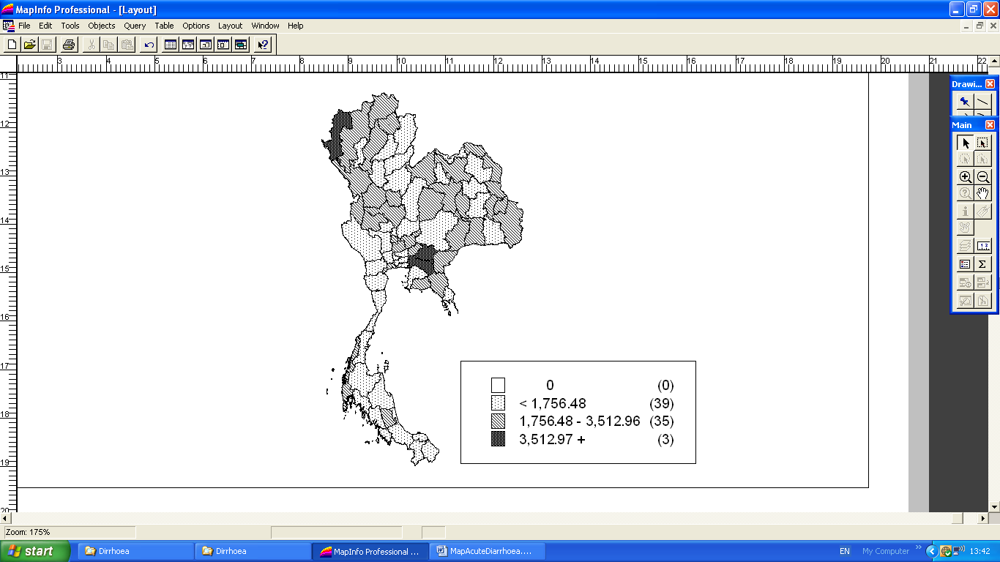 MapInfo Professional - [Layout]
File Edit Tools Objects Query Table Options Layout Window Help
3 4 5 6 7 8 9 10 11 12 13 14 15 16 17 18 19 20 21 22
11
12
13
14
15
16
17
18
19
20
Drawi...
Main
0 (0)
< 1,756.48 (39)
1,756.48 - 3,512.96 (35)
3,512.97 + (3)
Zoom: 175%
start Dirrhoea Dirrhoea MapInfo Professional ... MapAcuteDiarrhoea.... EN My Computer 13:42